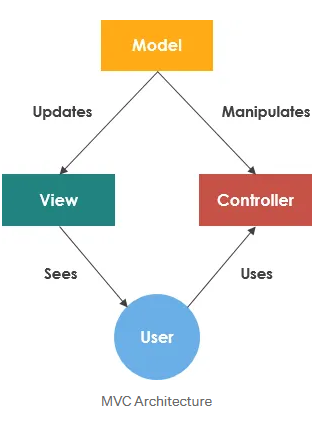 Model
Updates
Manipulates
View
Controller
Sees
Uses
User
MVC Architecture